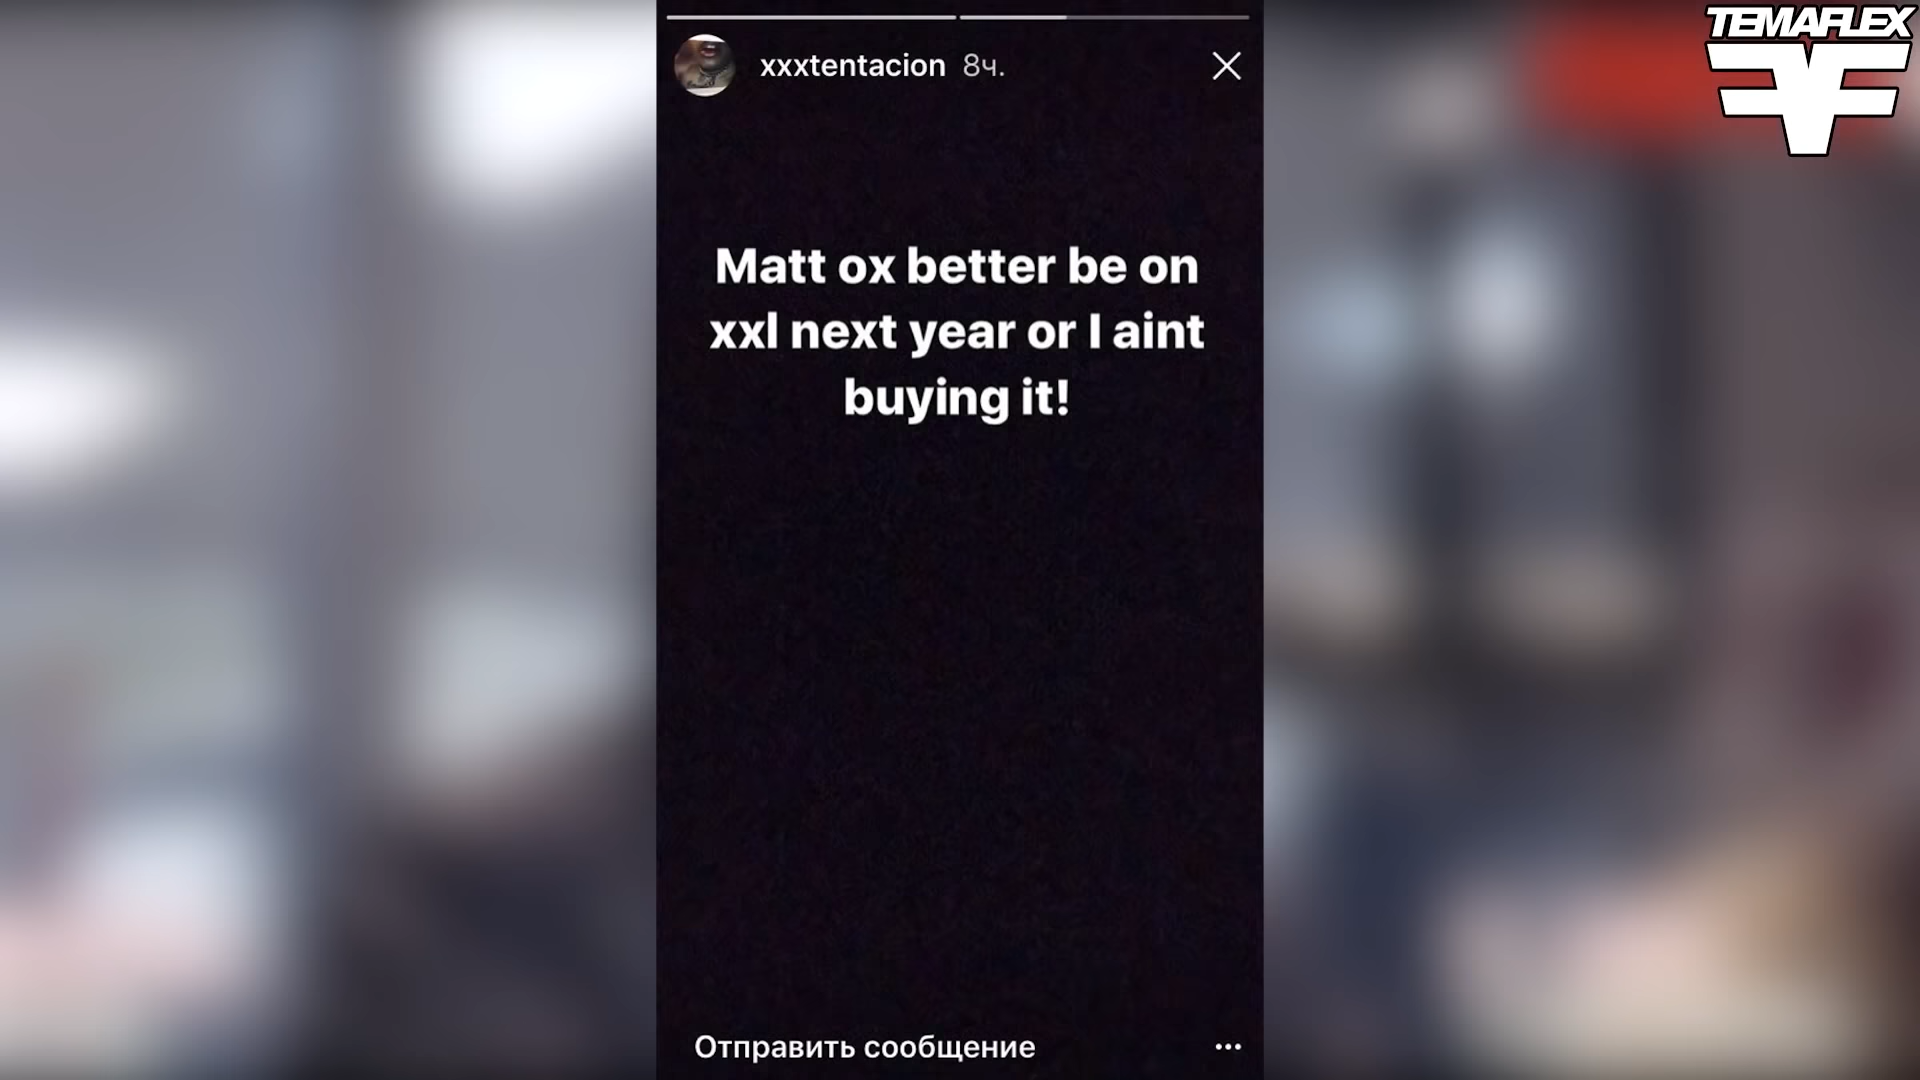 TEMAFLEX
xxxtentacion 8ч.
Matt ox better be on
xxl next year or I aint
buying it!
Отправить сообщение